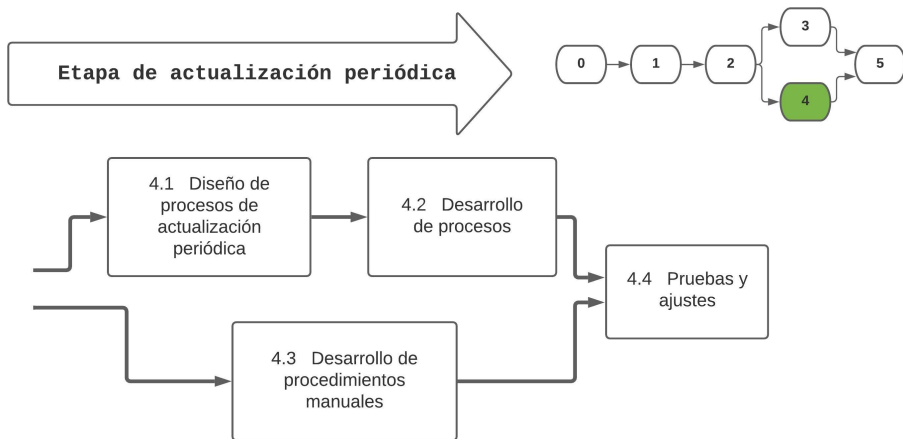 Etapa de actualización periódica
0
1
2
3
4
5
4.1 Diseño de
procesos de
actualización
periódica
4.2 Desarrollo
de procesos
4.3 Desarrollo de
procedimientos
manuales
4.4 Pruebas y
ajustes